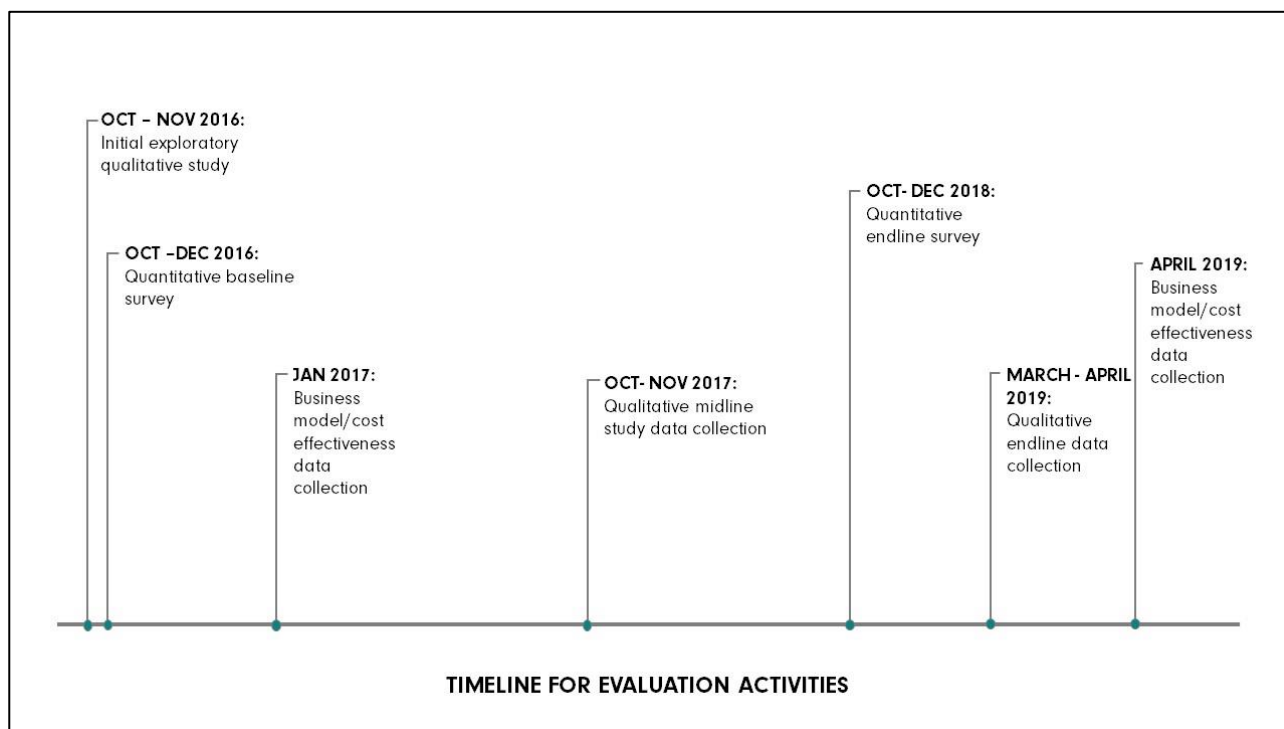 OCT – NOV 2016:
Initial exploratory
qualitative study
OCT –DEC 2016:
Quantitative baseline
survey
JAN 2017:
Business
model/cost
effectiveness
data
collection
OCT- NOV 2017:
Qualitative midline
study data collection
OCT- DEC 2018:
Quantitative
endline survey
MARCH - APRIL
2019:
Qualitative
endline data
collection
APRIL 2019:
Business
model/cost
effectiveness
data
collection
TIMELINE FOR EVALUATION ACTIVITIES